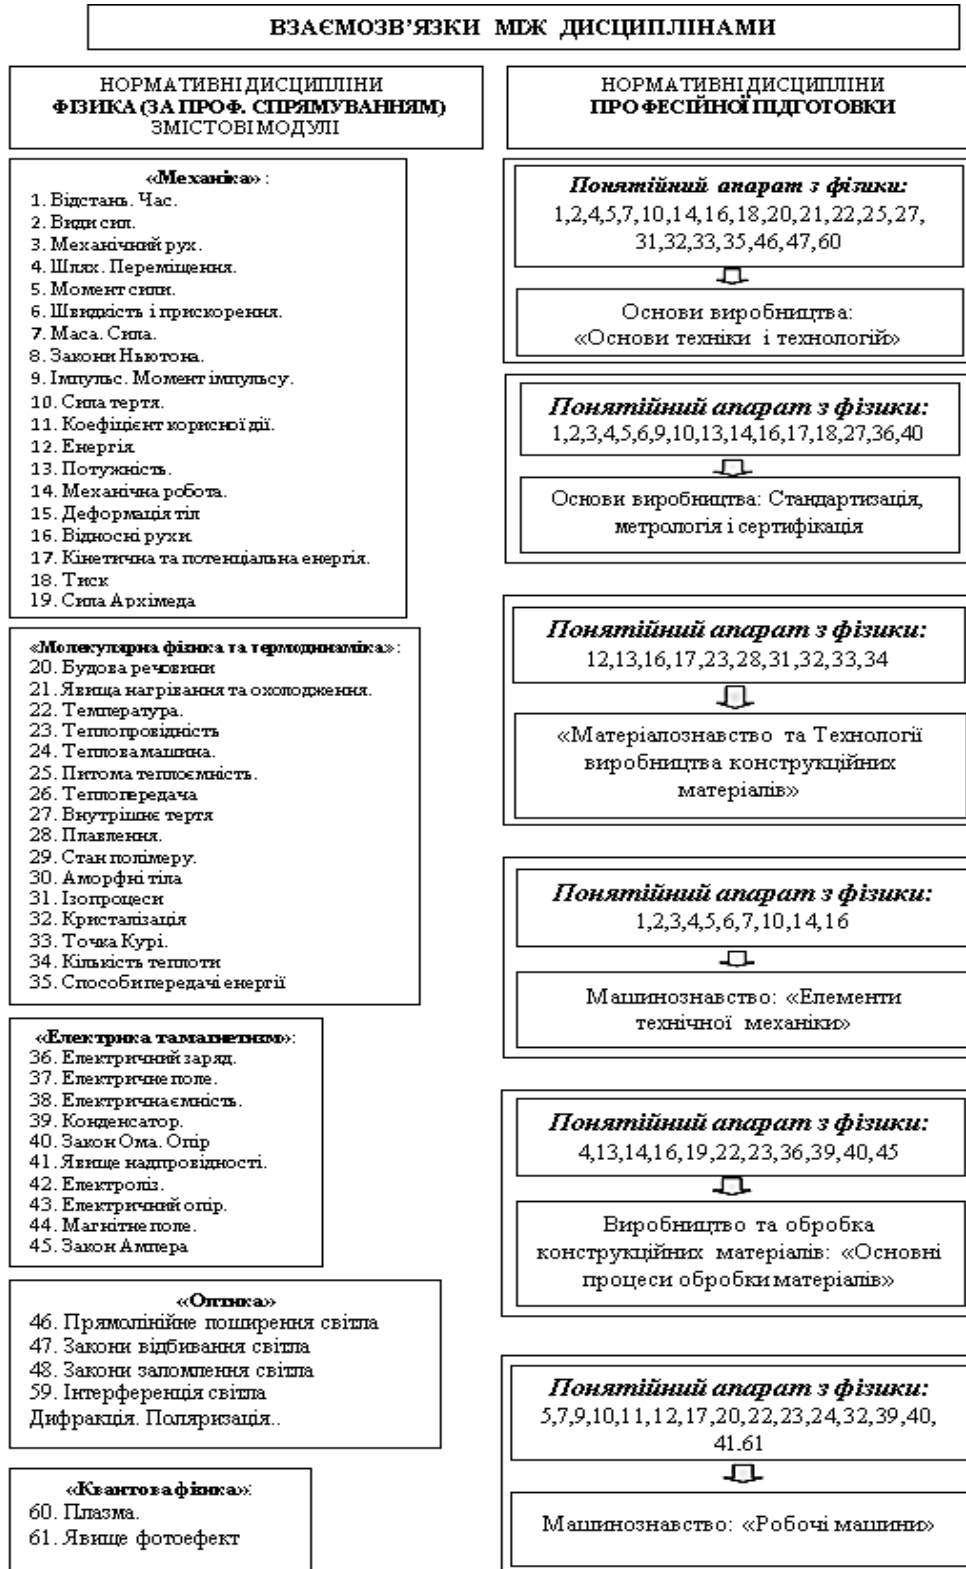 ВЗАЄМОЗВ’ЯЗКИ МІЖ ДИСЦИПЛІНАМИ
НОРМАТИВНІ ДИСЦИПЛІНИ
ФІЗИКА (ЗА ПРОФ. СПРЯМУВАННЯМ)
ЗМІСТОВІ МОДУЛІ
«Механіка» :
1. Відстань. Час.
2. Види сил.
3. Механічний рух.
4. Шлях. Переміщення.
5. Момент сили.
6. Швидкість і прискорення.
7. Маса. Сила.
8. Закони Ньютона.
9. Імпульс. Момент імпульсу.
10. Сила тертя.
11. Коефіцієнт корисної дії.
12. Енергія
13. Потужність.
14. Механічна робота.
15. Деформація тіл
16. Відносні рухи
17. Кінетична та потенціальна енергія.
18. Тиск
19. Сила Архімеда
«Молекулярна фізика та термодинаміка» :
20. Будова речовини
21. Явища нагрівання та охолодження.
22. Температура.
23. Теплопровідність
24. Теплова машина.
25. Питома теплоємність.
26. Теплопередача
27. Внутрішнє тертя
28. Плавлення.
29. Стан полімеру.
30. Аморфні тіла
31. Ізопроцеси
32. Кристалізація
33. Точка Курі.
34. Кількість теплоти
35. Способи передачі енергії
«Електрика та магнетизм»:
36. Електричний заряд.
37. Електричне поле.
38. Електрична ємність.
39. Конденсатор.
40. Закон Ома. Опір
41. Явище надпровідності.
42. Електроліз.
43. Електричний опір.
44. Магнітне поле.
45. Закон Ампера
«Оптика»
46. Прямолінійне поширення світла
47. Закони відбивання світла
48. Закони заломлення світла
59. Інтерференція світла
Дифракція. Поляризація..
«Квантова фізика»:
60. Плазма.
61. Явище фотоефект
НОРМАТИВНІ ДИСЦИПЛІНИ
ПРОФЕСІЙНОЇ ПІДГОТОВКИ
Понятійний апарат з фізики:
1,2,4,5,7,10,14,16,18,20,21,22,25,27,
31,32,33,35,46,47,60
Основи виробництва:
«Основи техніки і технологій»
Понятійний апарат з фізики:
1,2,3,4,5,6,9,10,13,14,16,17,18,27,36,40
Основи виробництва: Стандартизація,
метрологія і сертифікація
Понятійний апарат з фізики:
12,13,16,17,23,28,31,32,33,34
«Матеріалознавство та Технології
виробництва конструкційних
матеріалів»
Понятійний апарат з фізики:
1,2,3,4,5,6,7,10,14,16
Машинознавство: «Елементи
технічної механіки»
Понятійний апарат з фізики:
4,13,14,16,19,22,23,36,39,40,45
Виробництво та обробка
конструкційних матеріалів: «Основні
процеси обробки матеріалів»
Понятійний апарат з фізики:
5,7,9,10,11,12,17,20,22,23,24,32,39,40,
41.61
Машинознавство: «Робочі машини»